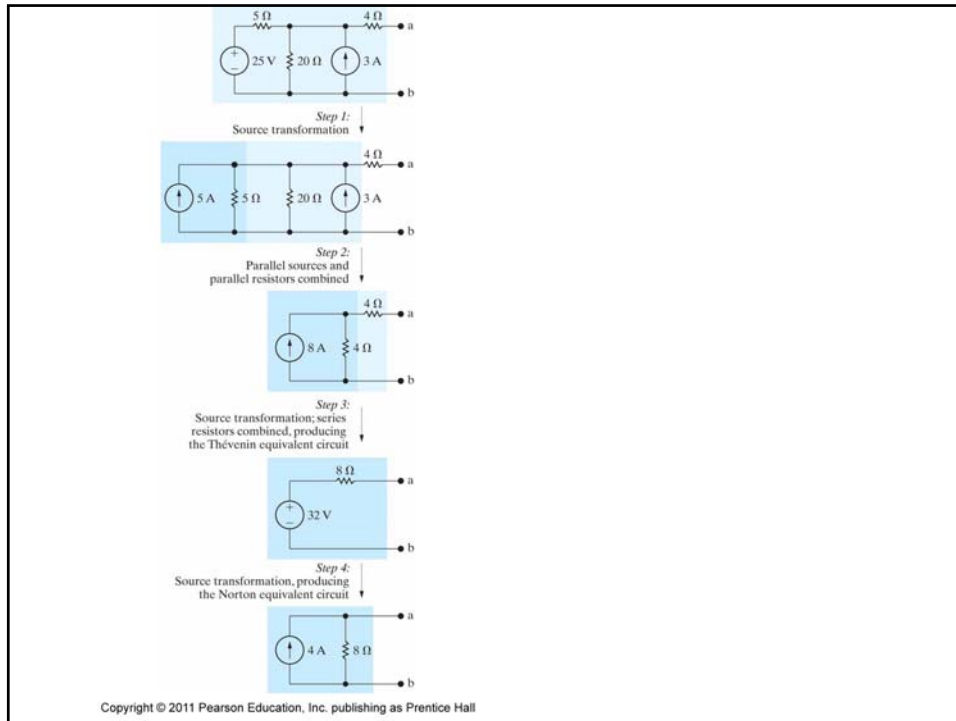 5 Ω 4 Ω
a
+
−
25 V 20 Ω 3 A
b
Step 1:
Source transformation
4 Ω
a
5 A 5 Ω 20 Ω 3 A
b
Step 2:
Parallel sources and
parallel resistors combined
4 Ω
a
8 A 4 Ω
b
Step 3:
Source transformation; series
resistors combined, producing
the Thévenin equivalent circuit
8 Ω
a
+
−
32 V
b
Step 4:
Source transformation, producing
the Norton equivalent circuit
a
4 A 8 Ω
b
Copyright © 2011 Pearson Education, Inc. publishing as Prentice Hall